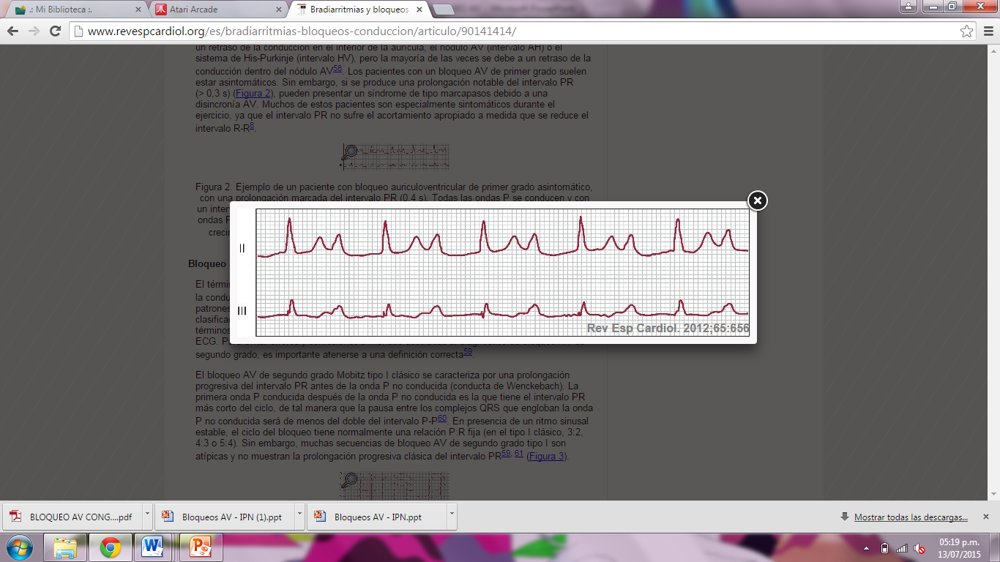 .: Mi Biblioteca :.
Atari Arcade
Bradiarritmias y bloqueos
www.revespcardiol.org/es/bradiarritmias-bloqueos-conduccion/articulo/90141414/
un retraso de la conducción en el interior de la aurícula, el nódulo AV (intervalo AH) o el
sistema de His-Purkinje (intervalo HV), pero la mayoría de las veces se debe a un retraso de la
conducción dentro del nódulo AV58. Los pacientes con un bloqueo AV de primer grado suelen
estar asintomáticos. Sin embargo, si se produce una prolongación notable del intervalo PR
(> 0,3 s) (Figura 2), pueden presentar un síndrome de tipo marcapasos debido a una
disincronía AV. Muchos de estos pacientes son especialmente sintomáticos durante el
ejercicio, ya que el intervalo PR no sufre el acortamiento apropiado a medida que se reduce el
intervalo R-R8.
Figura 2. Ejemplo de un paciente con bloqueo auriculoventricular de primer grado asintomático,
con una prolongación marcada del intervalo PR (0,4 s). Todas las ondas P se conducen y con
un inter
ondas P
crecin
II
III
Rev Esp Cardiol. 2012;65:656
Bloqueo
El térmi
la condu
patrones
clasifica
términos
ECG.
segundo grado, es importante atenerse a una definición correcta59.
El bloqueo AV de segundo grado Mobitz tipo I clásico se caracteriza por una prolongación
progresiva del intervalo PR antes de la onda P no conducida (conducta de Wenckebach). La
primera onda P conducida después de la onda P no conducida es la que tiene el intervalo PR
más corto del ciclo, de tal manera que la pausa entre los complejos QRS que engloban la onda
P no conducida será de menos del doble del intervalo P-P60. En presencia de un ritmo sinusal
estable, el ciclo del bloqueo tiene normalmente una relación P:R fija (en el tipo I clásico, 3:2,
4:3 o 5:4). Sin embargo, muchas secuencias de bloqueo AV de segundo grado tipo I son
atípicas y no muestran la prolongación progresiva clásica del intervalo PR59, 61 (Figura 3).
BLOQUEO AV CONG....pdf
Bloqueos AV - IPN (1).ppt
Bloqueos AV - IPN.ppt
Mostrar todas las descargas...
05:19 p.m.
13/07/2015